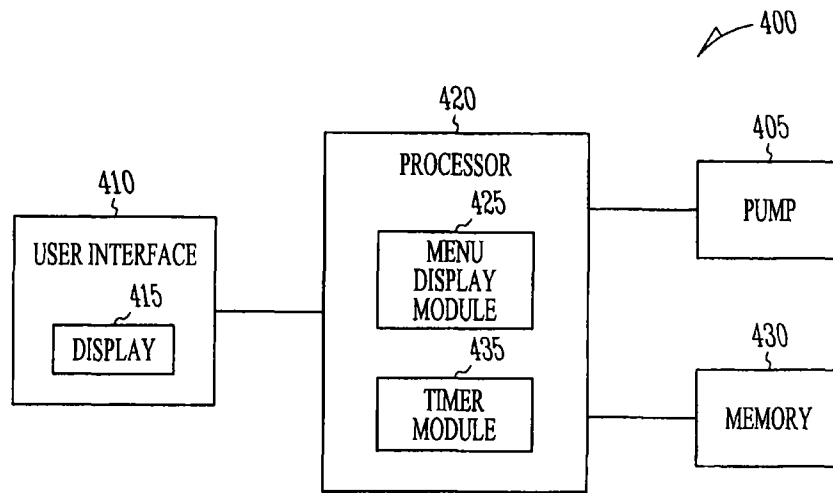 400
420
PROCESSOR
405
PUMP
410
USER INTERFACE
425
MENU
DISPLAY
MODULE
415
DISPLAY
435
TIMER
MODULE
430
MEMORY